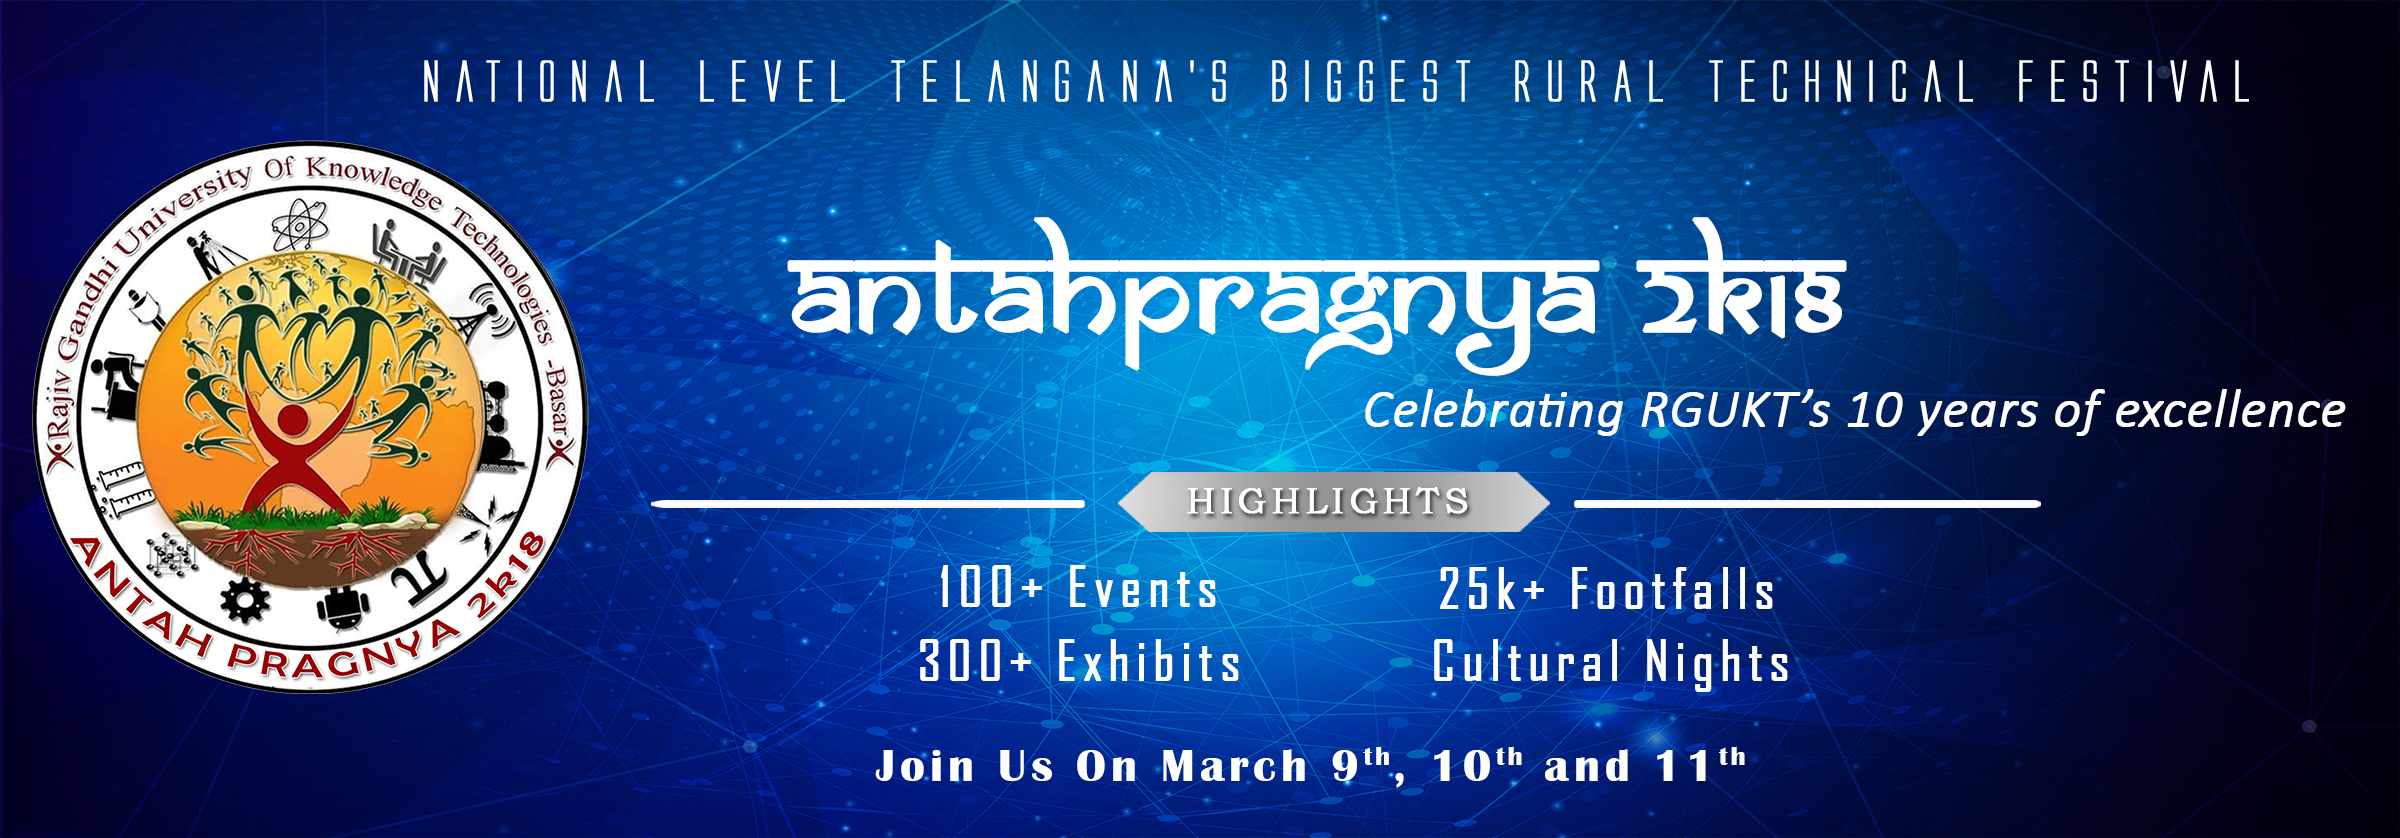 NATIONAL LEVEL TELANGANA'S BIGGEST RURAL TECHNICAL FESTIVAL
Rajiv Gandhi University Of Knowledge Technologies -Basar
ANTAH PRAGNYA 2k18
antahpragnya 2k18
Celebrating RGUKT’s 10 years of excellence
HIGHLIGHTS
100+ Events
25k+ Footfalls
300+ Exhibits
Cultural Nights
Join Us On March 9th, 10th and 11th